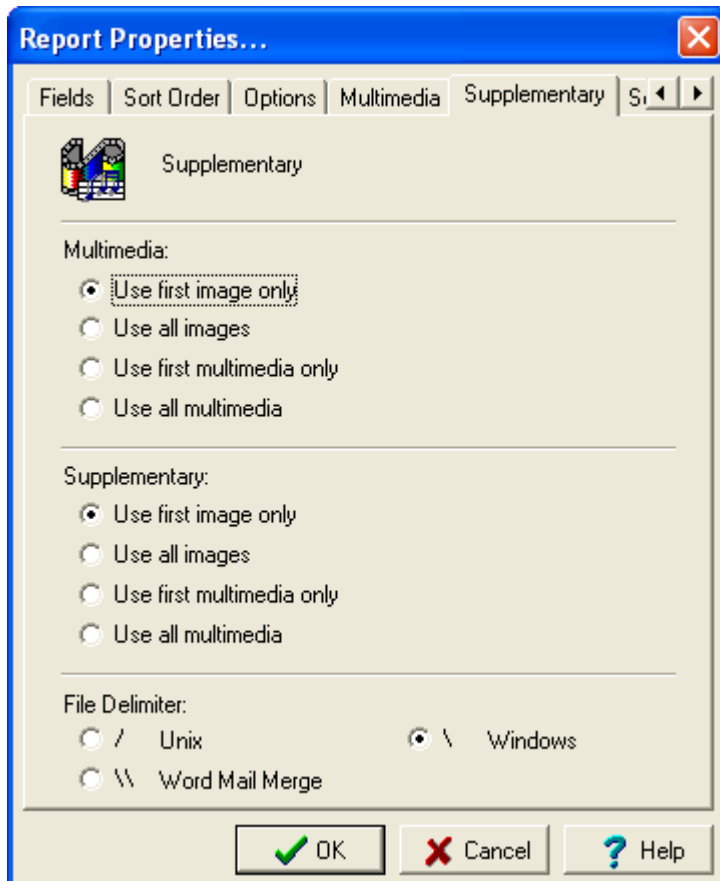 Report Properties...
Fields Sort Order Options Multimedia Supplementary
Supplementary
Multimedia:
Use first image only
Use all images
Use first multimedia only
Use all multimedia
Supplementary:
Use first image only
Use all images
Use first multimedia only
Use all multimedia
File Delimiter:
/ Unix \ Windows
\\ Word Mail Merge
OK Cancel ? Help